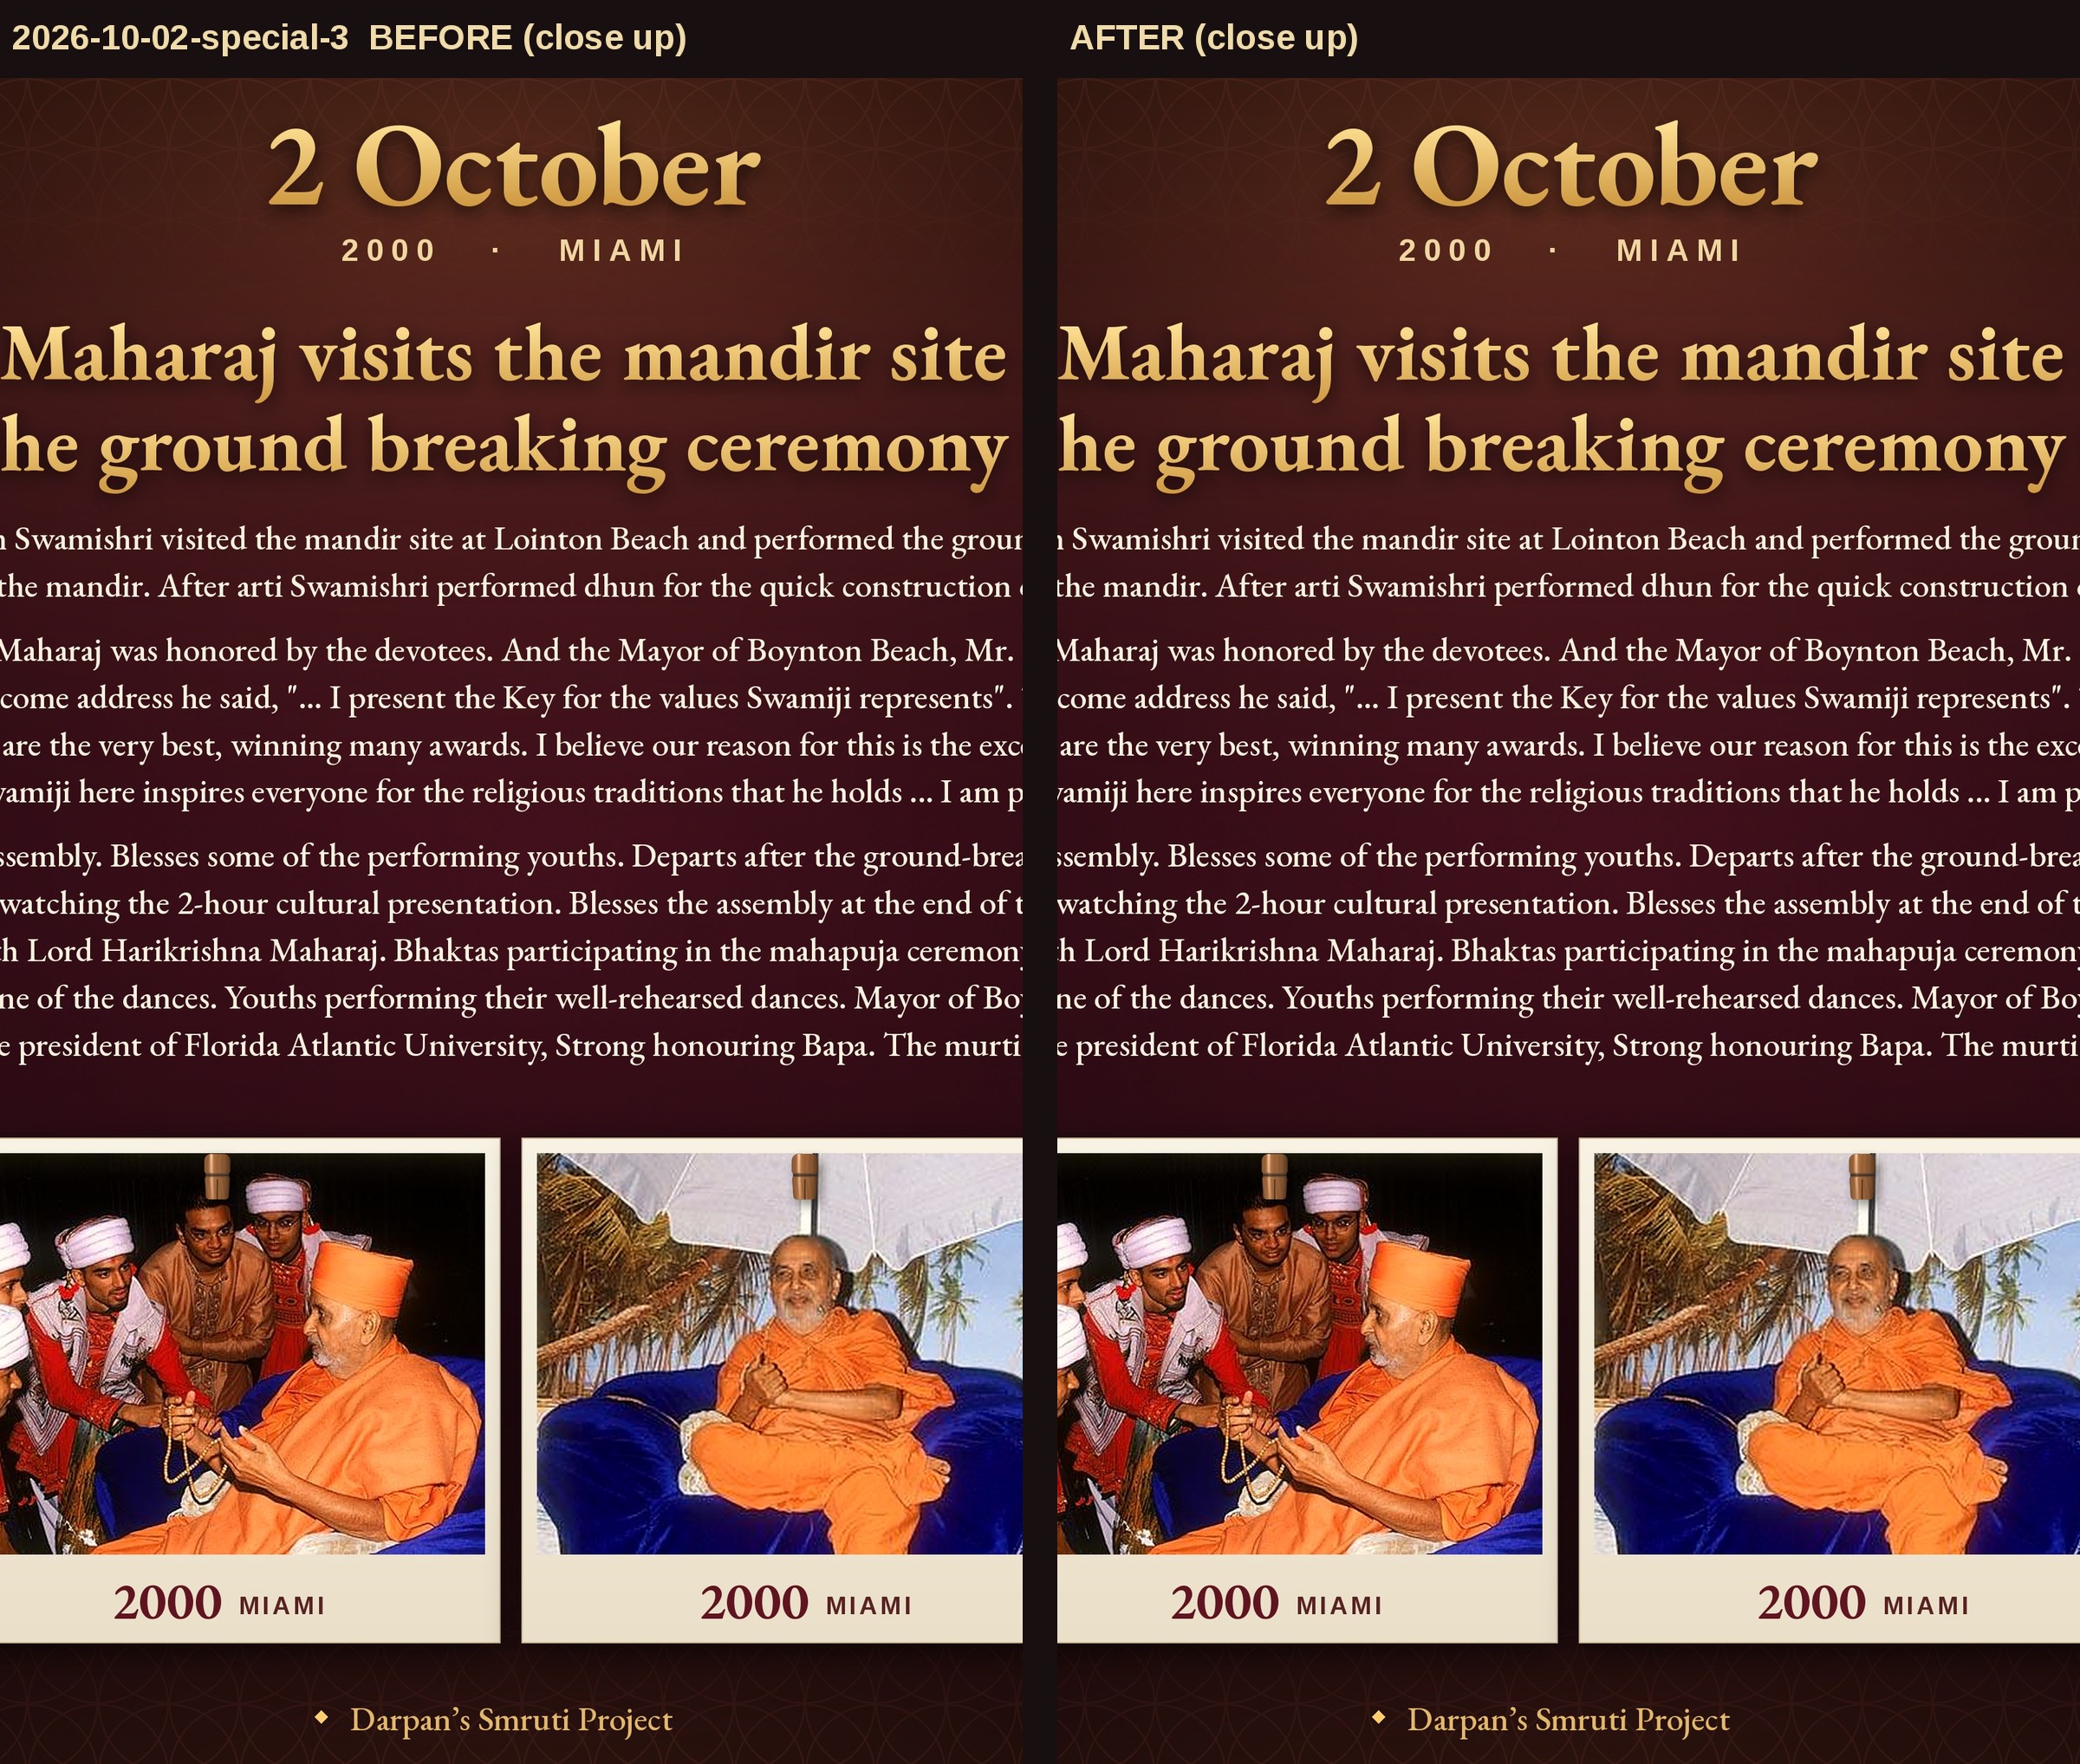 2026-10-02-special-3 BEFORE (close up)
2 October
2000 · MIAMI
Maharaj visits the mandir site
he ground breaking ceremony
Swamishri visited the mandir site at Lointon Beach and performed the groun
the mandir. After arti Swamishri performed dhun for the quick construction
Maharaj was honored by the devotees. And the Mayor of Boynton Beach, Mr.
come address he said, "... I present the Key for the values Swamiji represents".
are the very best, winning many awards. I believe our reason for this is the exce
wamiji here inspires everyone for the religious traditions that he holds ... I am p
ssembly. Blesses some of the performing youths. Departs after the ground-brea
watching the 2-hour cultural presentation. Blesses the assembly at the end of t
th Lord Harikrishna Maharaj. Bhaktas participating in the mahapuja ceremony
ne of the dances. Youths performing their well-rehearsed dances. Mayor of Boy
e president of Florida Atlantic University, Strong honouring Bapa. The murti
2000 MIAMI
2000 MIAMI
Darpan’s Smruti Project
AFTER (close up)
2 October
2000 · MIAMI
Maharaj visits the mandir site
he ground breaking ceremony
Swamishri visited the mandir site at Lointon Beach and performed the groun
the mandir. After arti Swamishri performed dhun for the quick construction
Maharaj was honored by the devotees. And the Mayor of Boynton Beach, Mr.
come address he said, "... I present the Key for the values Swamiji represents".
are the very best, winning many awards. I believe our reason for this is the exce
wamiji here inspires everyone for the religious traditions that he holds ... I am p
ssembly. Blesses some of the performing youths. Departs after the ground-brea
watching the 2-hour cultural presentation. Blesses the assembly at the end of t
th Lord Harikrishna Maharaj. Bhaktas participating in the mahapuja ceremony
ne of the dances. Youths performing their well-rehearsed dances. Mayor of Boy
e president of Florida Atlantic University, Strong honouring Bapa. The murti
2000 MIAMI
2000 MIAMI
Darpan’s Smruti Project